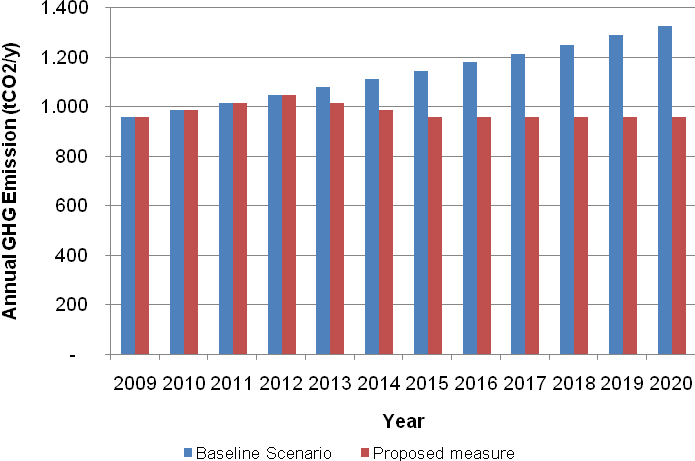 1.400
1.200
1.000
800
600
400
200
-
Annual GHG Emission (tCO2/y)
2009 2010 2011 2012 2013 2014 2015 2016 2017 2018 2019 2020
Year
Baseline Scenario Proposed measure